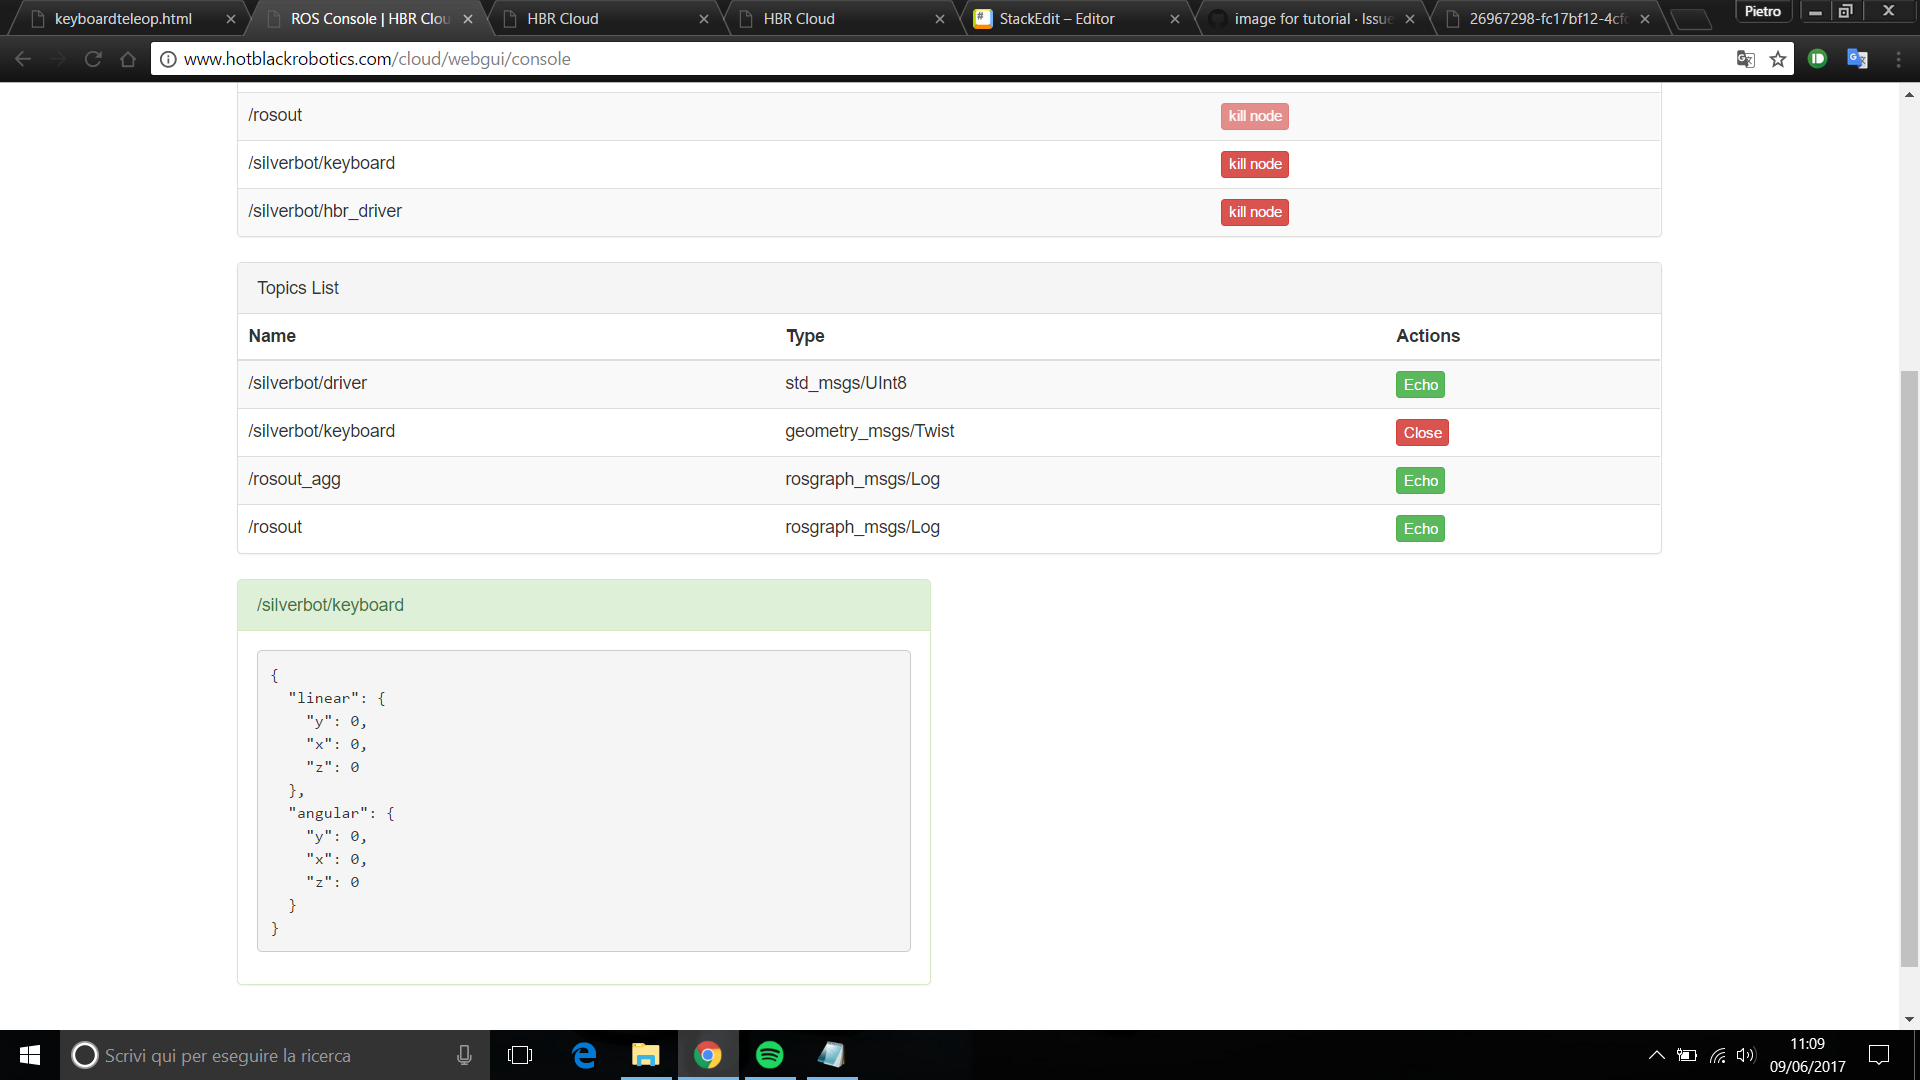 keyboardteleop.html
ROS Console | HBR Clou
HBR Cloud
HBR Cloud
StackEdit – Editor
image for tutorial · Issue
26967298-fc17bf12-4cfc
Pietro
www.hotblackrobotics.com/cloud/webgui/console
/rosout kill node
/silverbot/keyboard kill node
/silverbot/hbr_driver kill node
Topics List
Name Type Actions
/silverbot/driver std_msgs/UInt8 Echo
/silverbot/keyboard geometry_msgs/Twist Close
/rosout_agg rosgraph_msgs/Log Echo
/rosout rosgraph_msgs/Log Echo
/silverbot/keyboard
{
  "linear": {
    "y": 0,
    "x": 0,
    "z": 0
  },
  "angular": {
    "y": 0,
    "x": 0,
    "z": 0
  }
}
Scrivi qui per eseguire la ricerca
11:09
09/06/2017